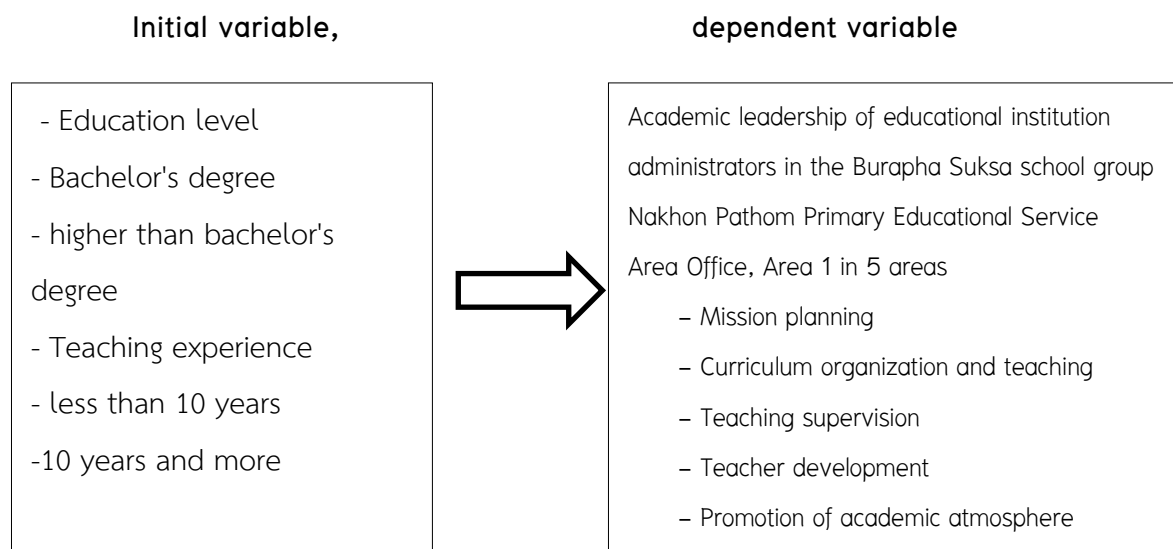 Initial variable,
dependent variable
- Education level
- Bachelor's degree
- higher than bachelor's
degree
- Teaching experience
- less than 10 years
-10 years and more
Academic leadership of educational institution
administrators in the Burapha Suksa school group
Nakhon Pathom Primary Educational Service
Area Office, Area 1 in 5 areas
– Mission planning
– Curriculum organization and teaching
– Teaching supervision
– Teacher development
– Promotion of academic atmosphere